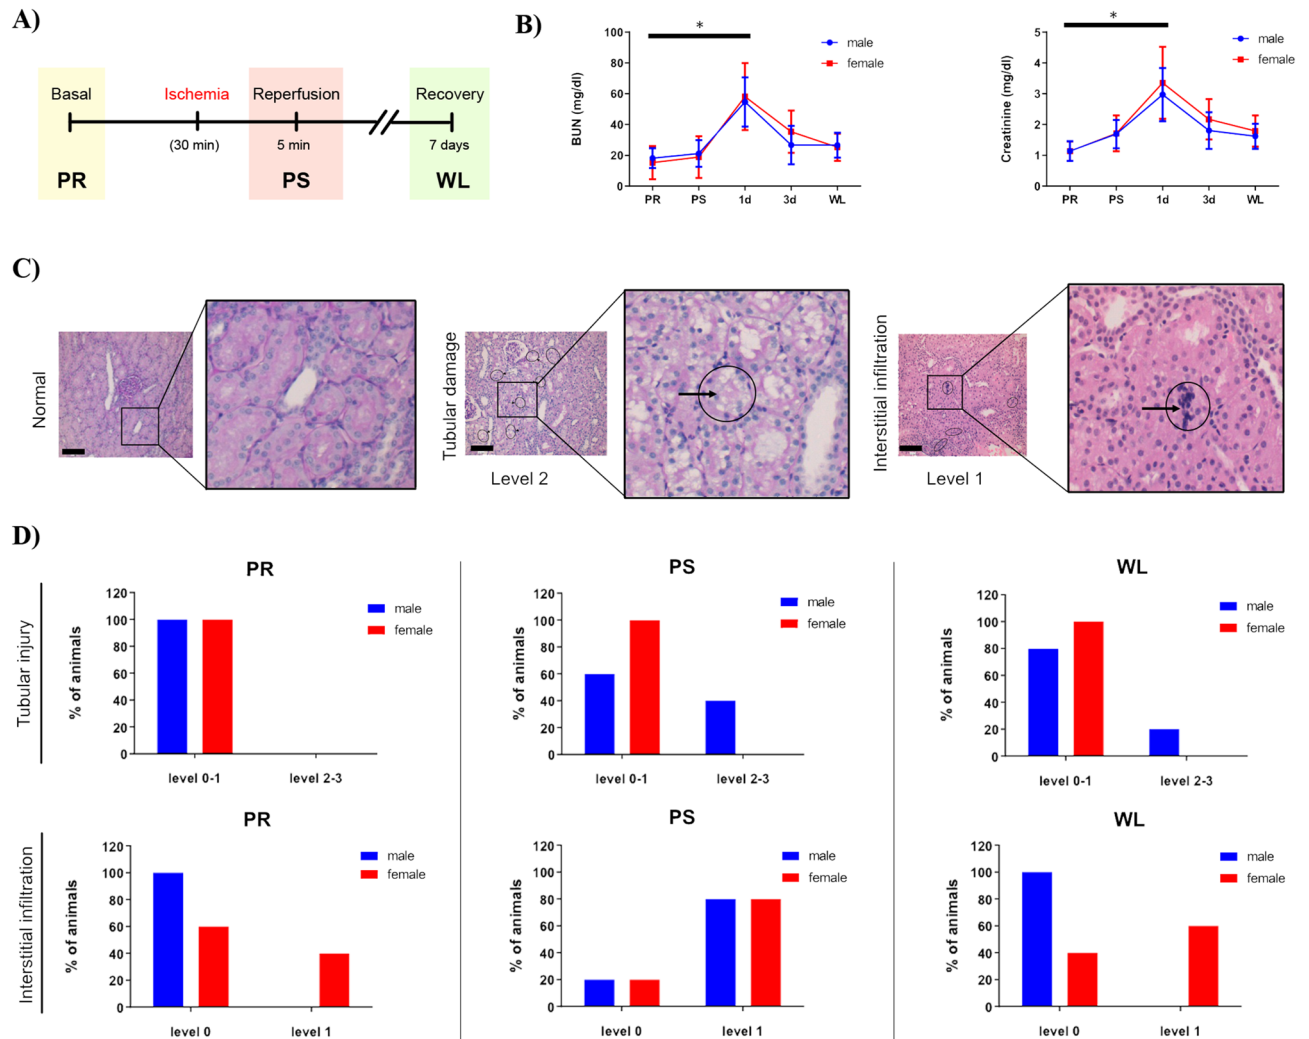 A)
Basal
Ischemia
Reperfusion
Recovery
(30 min)
5 min
7 days
PR
PS
WL
B)
*
100
80
60
40
20
0
BUN (mg/dl)
PR
PS
1d
3d
WL
male
female
*
5
4
3
2
1
0
Creatinine (mg/dl)
PR
PS
1d
3d
WL
male
female
C)
Normal
Tubular damage
Level 2
Interstitial infiltration
Level 1
D)
Tubular injury
PR
120
100
80
60
40
20
0
% of animals
level 0-1
level 2-3
male
female
PS
120
100
80
60
40
20
0
% of animals
level 0-1
level 2-3
male
female
WL
120
100
80
60
40
20
0
% of animals
level 0-1
level 2-3
male
female
Interstitial infiltration
PR
120
100
80
60
40
20
0
% of animals
level 0
level 1
male
female
PS
120
100
80
60
40
20
0
% of animals
level 0
level 1
male
female
WL
120
100
80
60
40
20
0
% of animals
level 0
level 1
male
female